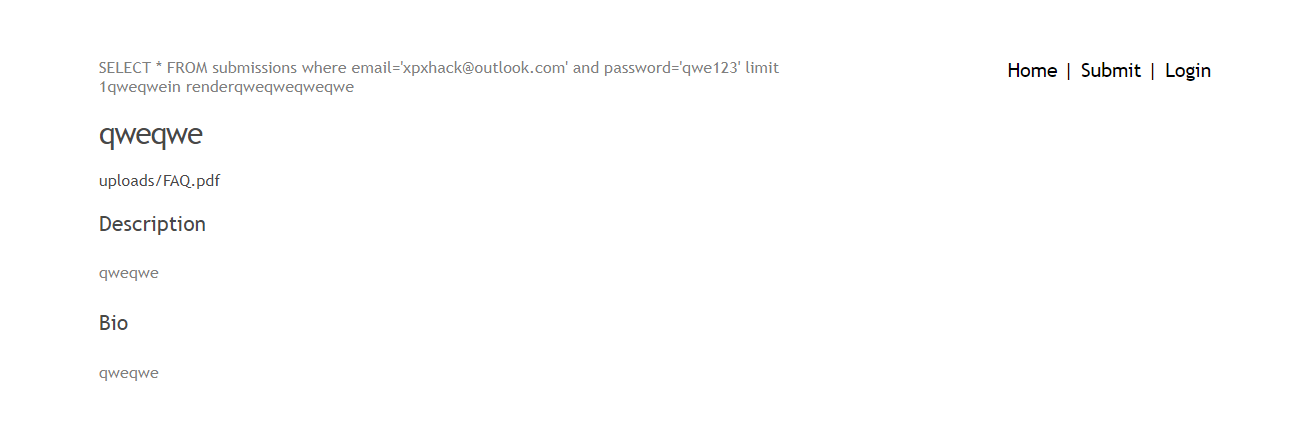 SELECT * FROM submissions where email='xpxhack@outlook.com' and password='qwe123' limit
1qweqwein renderqweqweqweqwe
Home | Submit | Login
qweqwe
uploads/FAQ.pdf
Description
qweqwe
Bio
qweqwe